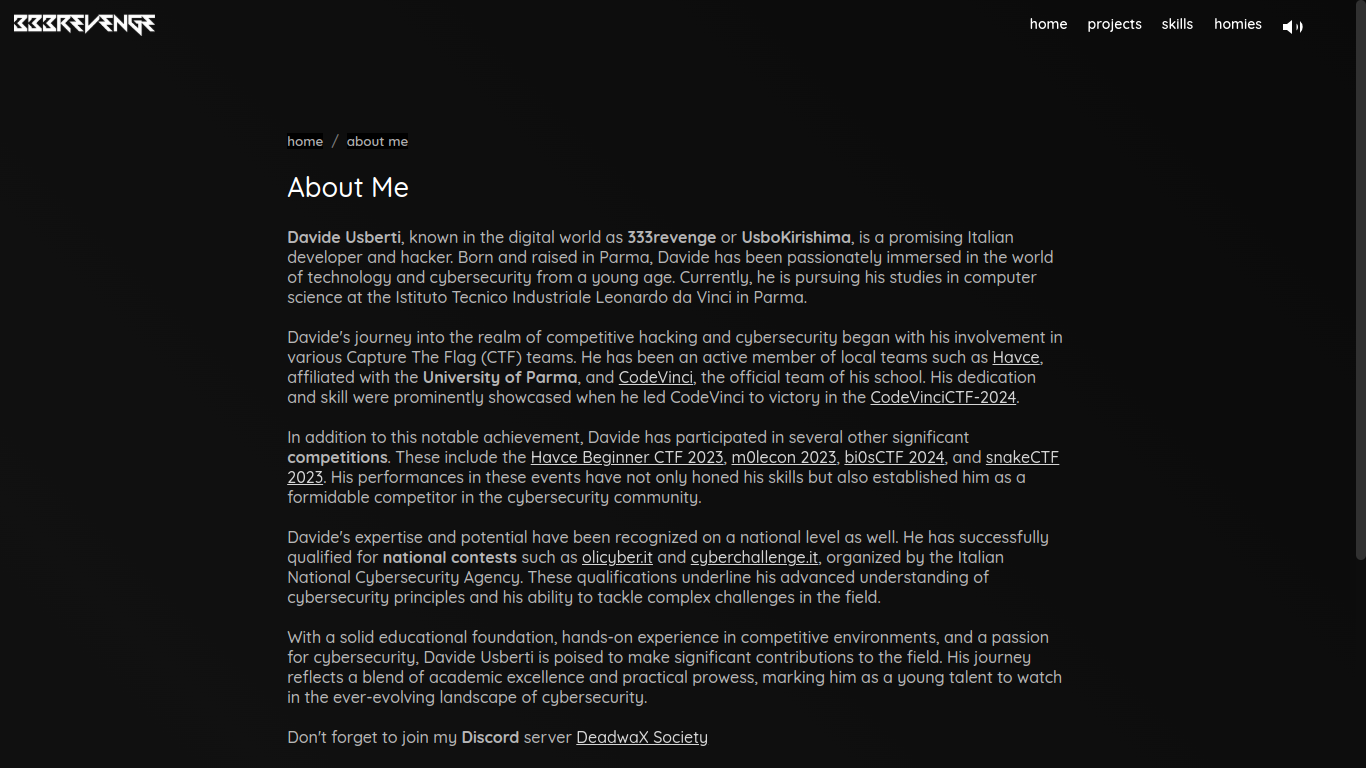 333REVENGE
home projects skills homies
home / about me
About Me
Davide Usberti, known in the digital world as 333revenge or UsboKirishima, is a promising Italian
developer and hacker. Born and raised in Parma, Davide has been passionately immersed in the world
of technology and cybersecurity from a young age. Currently, he is pursuing his studies in computer
science at the Istituto Tecnico Industriale Leonardo da Vinci in Parma.
Davide's journey into the realm of competitive hacking and cybersecurity began with his involvement in
various Capture The Flag (CTF) teams. He has been an active member of local teams such as Havce,
affiliated with the University of Parma, and CodeVinci, the official team of his school. His dedication
and skill were prominently showcased when he led CodeVinci to victory in the CodeVinciCTF-2024.
In addition to this notable achievement, Davide has participated in several other significant
competitions. These include the Havce Beginner CTF 2023, m0lecon 2023, bi0sCTF 2024, and snakeCTF
2023. His performances in these events have not only honed his skills but also established him as a
formidable competitor in the cybersecurity community.
Davide's expertise and potential have been recognized on a national level as well. He has successfully
qualified for national contests such as olicyber.it and cyberchallenge.it, organized by the Italian
National Cybersecurity Agency. These qualifications underline his advanced understanding of
cybersecurity principles and his ability to tackle complex challenges in the field.
With a solid educational foundation, hands-on experience in competitive environments, and a passion
for cybersecurity, Davide Usberti is poised to make significant contributions to the field. His journey
reflects a blend of academic excellence and practical prowess, marking him as a young talent to watch
in the ever-evolving landscape of cybersecurity.
Don't forget to join my Discord server DeadwaX Society